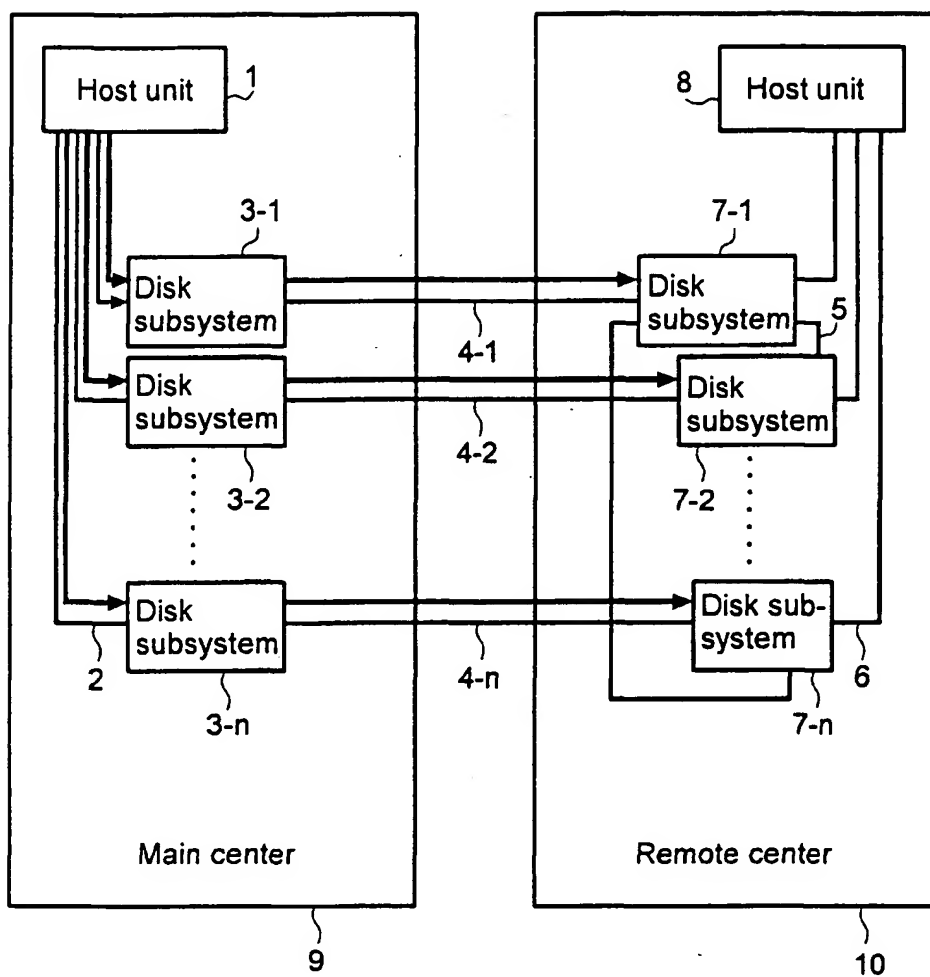 Host unit
1
8
Host unit
3-1
7-1
Disk
subsystem
Disk
subsystem
5
4-1
Disk
subsystem
Disk
subsystem
4-2
3-2
7-2
Disk
subsystem
Disk sub-
system
2
4-n
6
3-n
7-n
Main center
Remote center
9
10